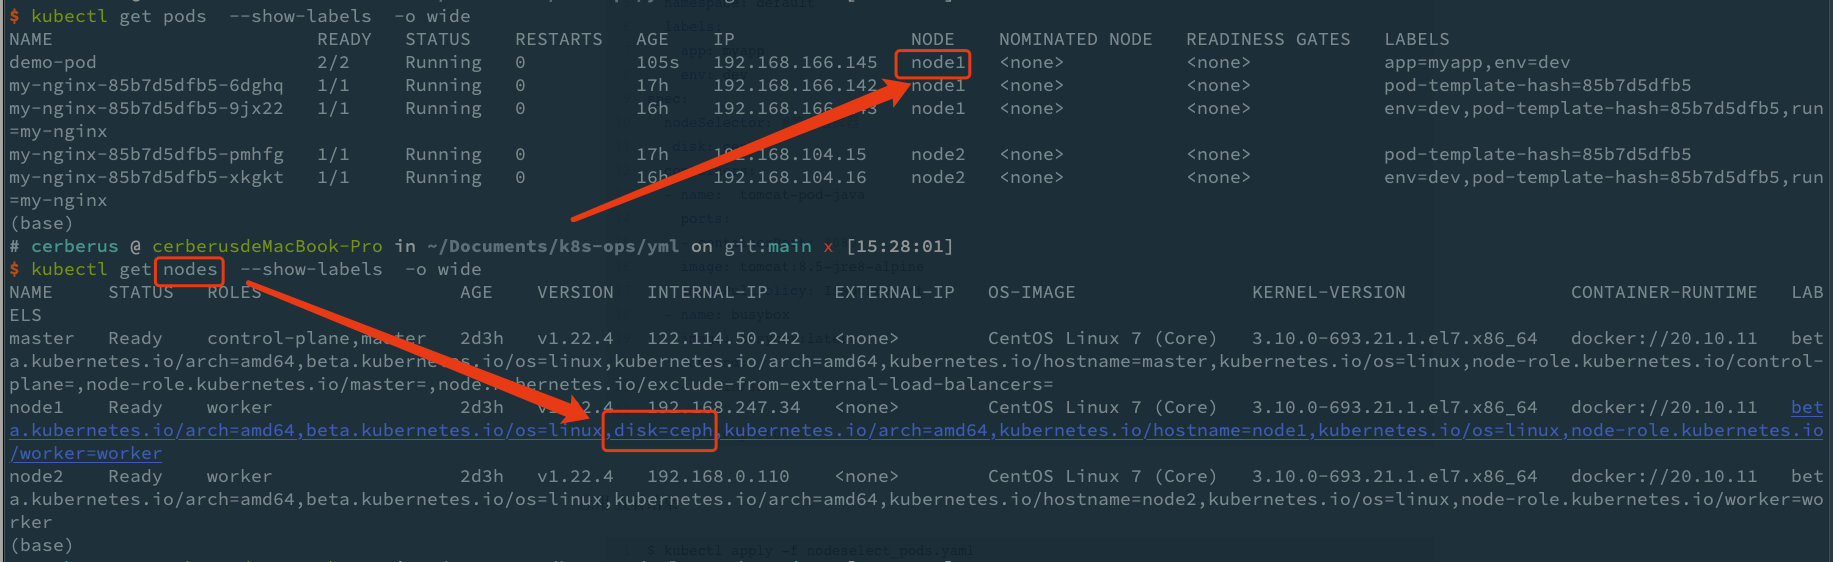 $ kubectl get pods  --show-labels  -o wide
NAME                        READY   STATUS    RESTARTS   AGE    IP                NODE    NOMINATED NODE   READINESS GATES   LABELS
demo-pod                    2/2     Running   0          105s   192.168.166.145   node1   <none>           <none>            app=myapp,env=dev
my-nginx-85b7d5dfb5-6dghq   1/1     Running   0          17h    192.168.166.142   node1   <none>           <none>            pod-template-hash=85b7d5dfb5
my-nginx-85b7d5dfb5-9jx22   1/1     Running   0          16h    192.168.166.143   node1   <none>           <none>            env=dev,pod-template-hash=85b7d5dfb5,run
=my-nginx
my-nginx-85b7d5dfb5-pmhfg   1/1     Running   0          17h    192.168.104.15    node2   <none>           <none>            pod-template-hash=85b7d5dfb5
my-nginx-85b7d5dfb5-xkgkt   1/1     Running   0          16h    192.168.104.16    node2   <none>           <none>            env=dev,pod-template-hash=85b7d5dfb5,run
=my-nginx
(base)
# cerberus @ cerberusdeMacBook-Pro in ~/Documents/k8s-ops/yml on git:main x [15:28:01]
$ kubectl get nodes  --show-labels  -o wide
NAME     STATUS   ROLES                  AGE    VERSION   INTERNAL-IP      EXTERNAL-IP   OS-IMAGE                KERNEL-VERSION               CONTAINER-RUNTIME   LAB
ELS
master   Ready    control-plane,master   2d3h   v1.22.4   122.114.50.242   <none>        CentOS Linux 7 (Core)   3.10.0-693.21.1.el7.x86_64   docker://20.10.11   bet
a.kubernetes.io/arch=amd64,beta.kubernetes.io/os=linux,kubernetes.io/arch=amd64,kubernetes.io/hostname=master,kubernetes.io/os=linux,node-role.kubernetes.io/control-
plane=,node-role.kubernetes.io/master=,node.kubernetes.io/exclude-from-external-load-balancers=
node1    Ready    worker                 2d3h   v1.22.4   192.168.247.34   <none>        CentOS Linux 7 (Core)   3.10.0-693.21.1.el7.x86_64   docker://20.10.11   bet
a.kubernetes.io/arch=amd64,beta.kubernetes.io/os=linux,disk=ceph,kubernetes.io/arch=amd64,kubernetes.io/hostname=node1,kubernetes.io/os=linux,node-role.kubernetes.io
/worker=worker
node2    Ready    worker                 2d3h   v1.22.4   192.168.0.110    <none>        CentOS Linux 7 (Core)   3.10.0-693.21.1.el7.x86_64   docker://20.10.11   bet
a.kubernetes.io/arch=amd64,beta.kubernetes.io/os=linux,kubernetes.io/arch=amd64,kubernetes.io/hostname=node2,kubernetes.io/os=linux,node-role.kubernetes.io/worker=wo
rker
(base)
$ kubectl apply -f nodeselect_pods.yaml